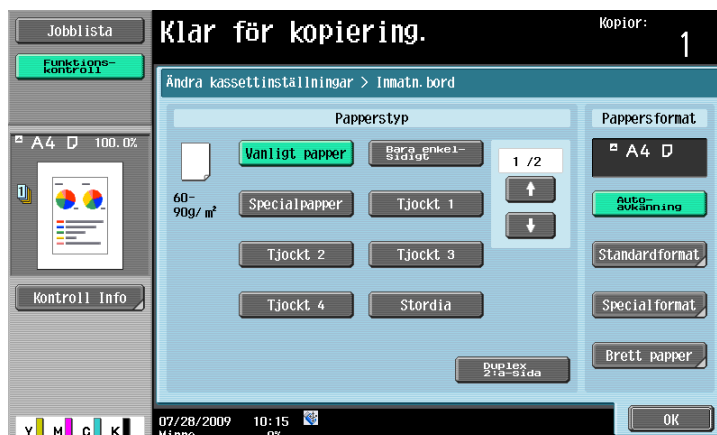 Jobblista
Funktions-
kontroll
Klar för kopiering.
Kopior:
1
Ändra kassettinställningar > Inmatn.bord
A4 100.0%
Kontroll Info
Papperstyp
60-
90g/m²
Vanligt papper
Bara enkel-
sidigt
1 /2
Specialpapper
Tjockt 1
Tjockt 2
Tjockt 3
Tjockt 4
Stordia
Duplex
2:a-sida
Pappersformat
A4
Auto-
avkänning
Standardformat
Specialformat
Brett papper
Y M C K
07/28/2009 10:15
Minne 0%
OK